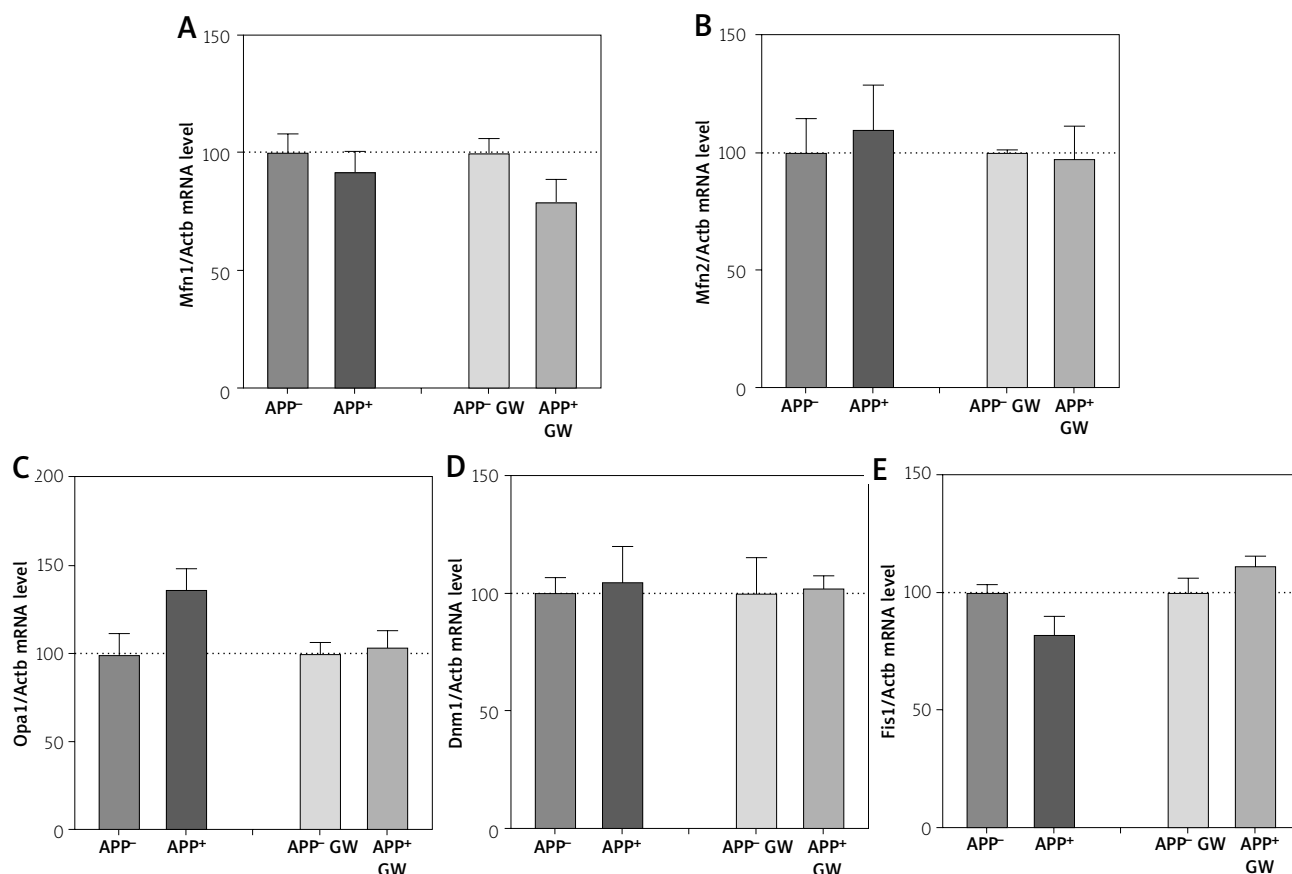 A
150
100
50
0
Mfn1/Actb mRNA level
APP– APP+ APP– GW APP+
GW
B
150
100
50
0
Mfn2/Actb mRNA level
APP– APP+ APP– GW APP+
GW
C
200
150
100
50
0
Opa1/Actb mRNA level
APP– APP+ APP– GW APP+
GW
D
150
100
50
0
Dnm1/Actb mRNA level
APP– APP+ APP– GW APP+
GW
E
150
100
50
0
Fis1/Actb mRNA level
APP– APP+ APP– GW APP+
GW